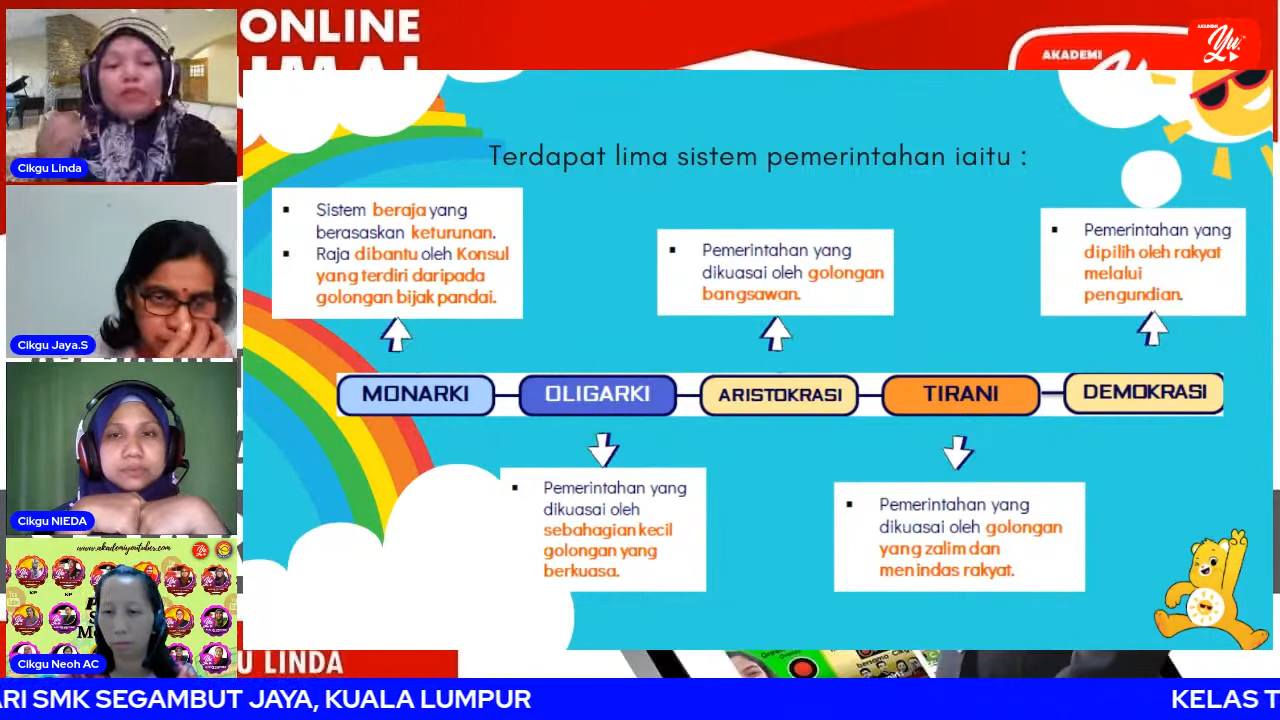 ONLINE
AKADEMI
AKADEMI
Yu
Cikgu Linda
Cikgu Jaya.S
Cikgu NIEDA
www.akademiyoutuber.com
Cikgu Neoh AC
Terdapat lima sistem pemerintahan iaitu :
▪ Sistem beraja yang
berasaskan keturunan.
▪ Raja dibantu oleh Konsul
yang terdiri daripada
golongan bijak pandai.
▪ Pemerintahan yang
dikuasai oleh golongan
bangsawan.
▪ Pemerintahan yang
dipilih oleh rakyat
melalui
pengundian.
MONARKI
OLIGARKI
ARISTOKRASI
TIRANI
DEMOKRASI
▪ Pemerintahan yang
dikuasai oleh
sebahagian kecil
golongan yang
berkuasa.
▪ Pemerintahan yang
dikuasai oleh golongan
yang zalim dan
menindas rakyat.
U LINDA
ARI SMK SEGAMBUT JAYA, KUALA LUMPUR
KELAS T